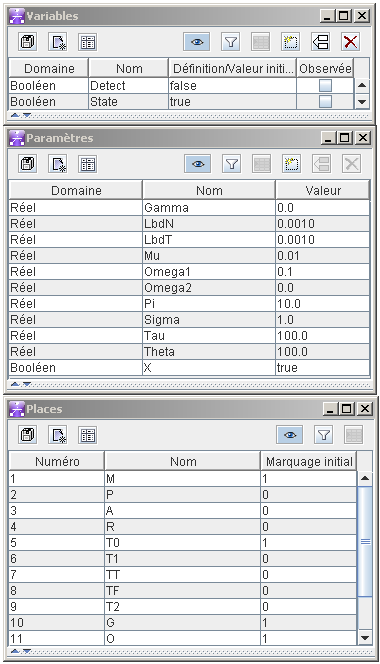 Variables
Domaine Nom Définition/Valeur initi... Observée
Booléen Detect false
Booléen State true
Paramètres
Domaine Nom Valeur
Réel Gamma 0.0
Réel LbdN 0.0010
Réel LbdT 0.0010
Réel Mu 0.01
Réel Omega1 0.1
Réel Omega2 0.0
Réel Pi 10.0
Réel Sigma 1.0
Réel Tau 100.0
Réel Theta 100.0
Booléen X true
Places
Numéro Nom Marquage initial
1 M 1
2 P 0
3 A 0
4 R 0
5 T0 1
6 T1 0
7 TT 0
8 TF 0
9 T2 0
10 G 1
11 O 1